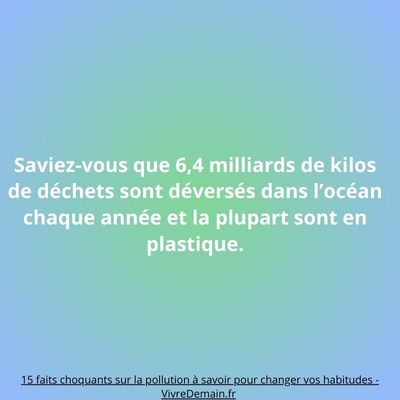 Saviez-vous que 6,4 milliards de kilos
de déchets sont déversés dans l'océan
chaque année et la plupart sont en
plastique.
15 faits choquants sur la pollution à savoir pour changer vos habitudes -
VivreDemain.fr